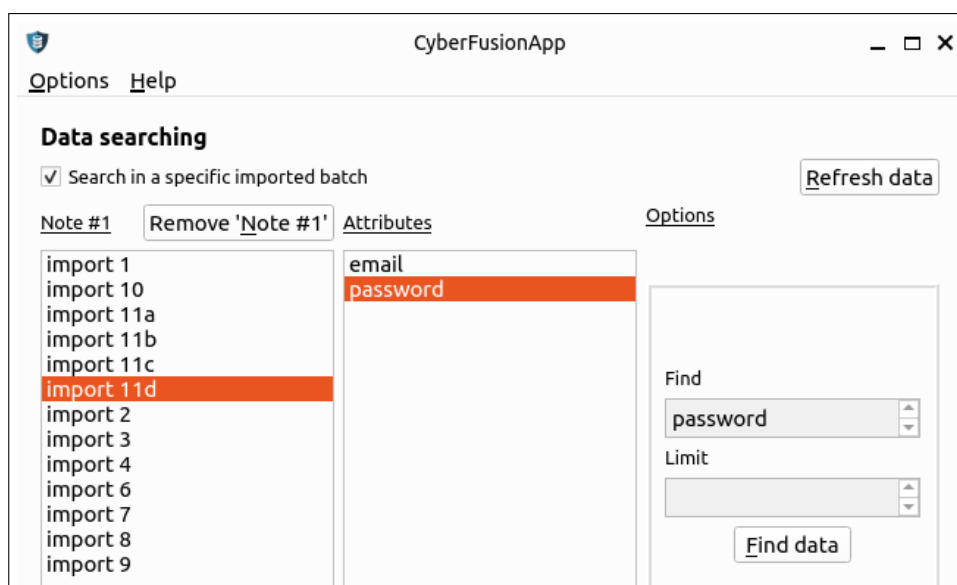 CyberFusionApp
Options Help
Data searching
Search in a specific imported batch
Refresh data
Note #1
Remove 'Note #1'
Attributes
Options
import 1
import 10
import 11a
import 11b
import 11c
import 11d
import 2
import 3
import 4
import 6
import 7
import 8
import 9
email
password
Find
password
Limit
Find data